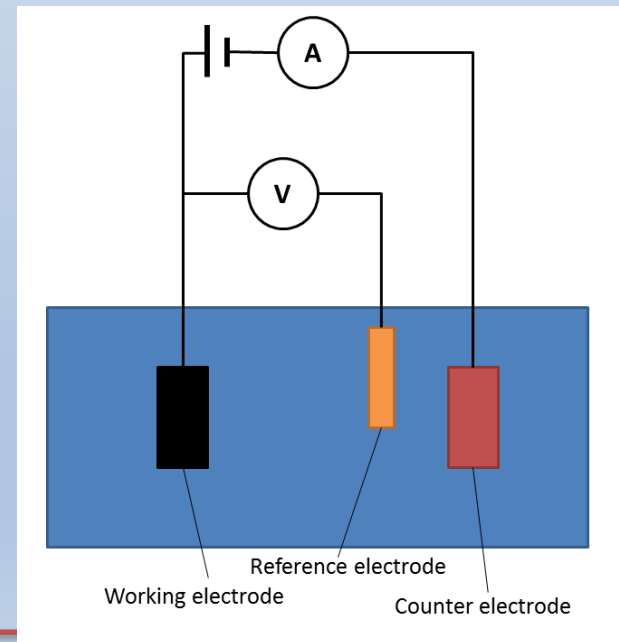 A
V
Reference electrode
Working electrode
Counter electrode